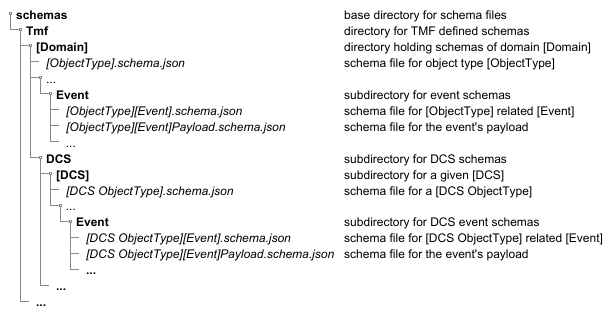 schemas base directory for schema files
Tmf directory for TMF defined schemas
[Domain] directory holding schemas of domain [Domain]
[ObjectType].schema.json schema file for object type [ObjectType]
...
Event subdirectory for event schemas
[ObjectType][Event].schema.json schema file for [ObjectType] related [Event]
[ObjectType][Event]Payload.schema.json schema file for the event's payload
...
DCS subdirectory for DCS schemas
[DCS] subdirectory for a given [DCS]
[DCS ObjectType].schema.json schema file for a [DCS ObjectType]
...
Event subdirectory for DCS event schemas
[DCS ObjectType][Event].schema.json schema file for [DCS ObjectType] related [Event]
[DCS ObjectType][Event]Payload.schema.json schema file for the event's payload
...
...
...